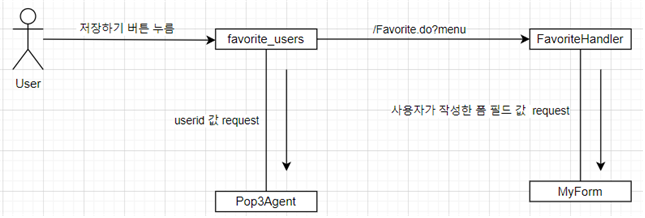 저장하기 버튼 누름
/Favorite.do?menu
favorite_users
FavoriteHandler
User
userid 값 request
사용자가 작성한 폼 필드 값 request
Pop3Agent
MyForm